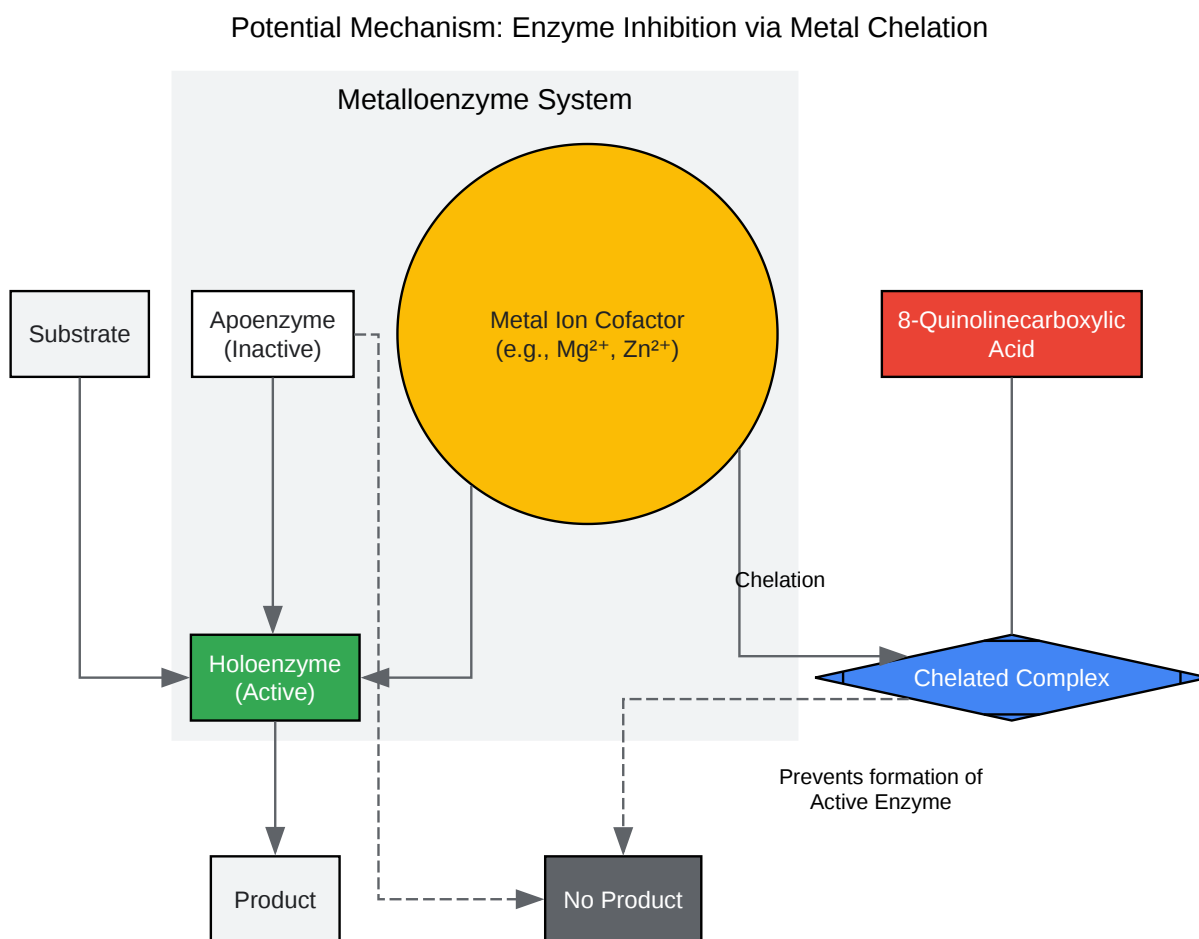 Potential Mechanism: Enzyme Inhibition via Metal Chelation
Metalloenzyme System
Substrate
Apoenzyme
(Inactive)
Metal Ion Cofactor
(e.g., Mg²⁺, Zn²⁺)
8-Quinolinecarboxylic
Acid
Chelation
Holoenzyme
(Active)
Chelated Complex
Prevents formation of
Active Enzyme
Product
No Product